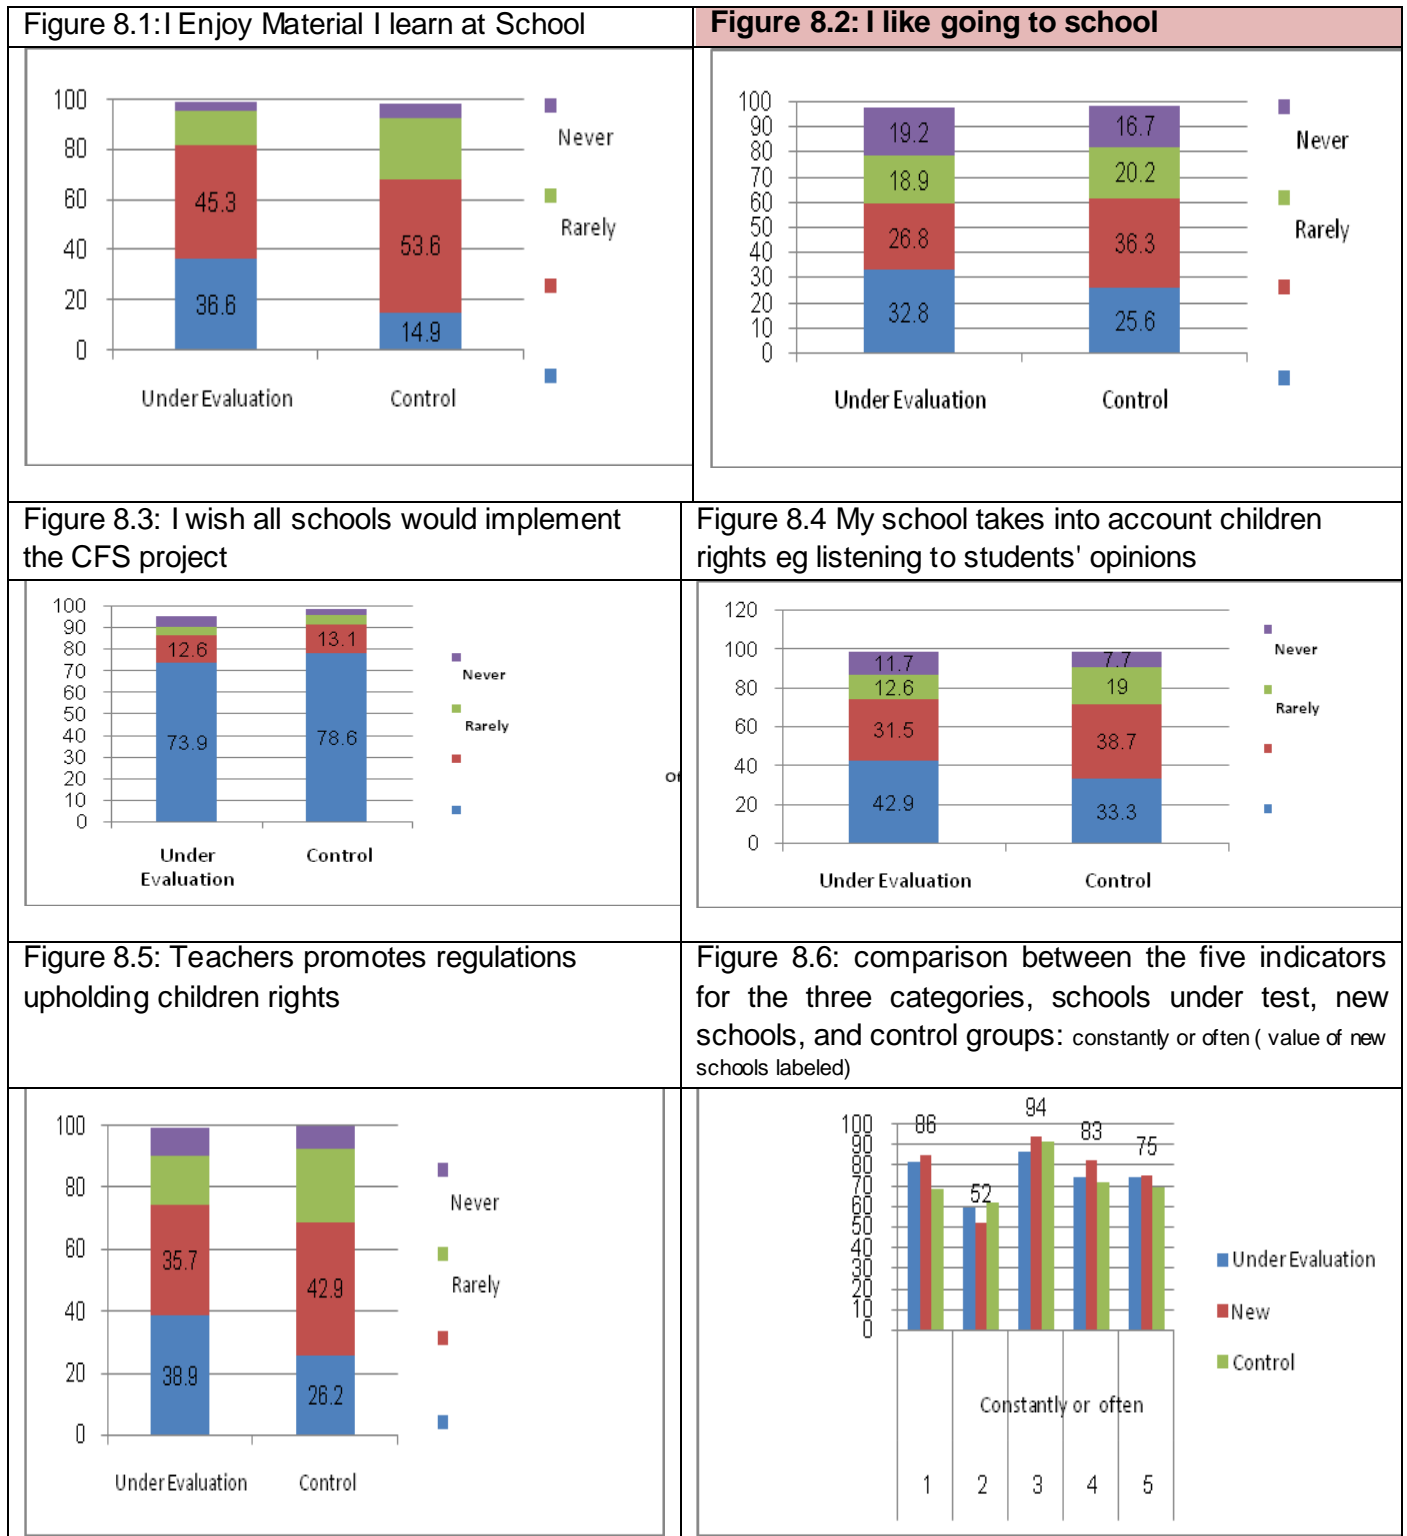 Figure 8.1:I Enjoy Material I learn at School
100
80
60
40
20
0
45.3
36.6
53.6
14.9
Under Evaluation
Control
Never
Rarely
Figure 8.2: I like going to school
100
90
80
70
60
50
40
30
20
10
0
19.2
18.9
26.8
32.8
16.7
20.2
36.3
25.6
Under Evaluation
Control
Never
Rarely
Figure 8.3: I wish all schools would implement
the CFS project
100
90
80
70
60
50
40
30
20
10
0
12.6
73.9
13.1
78.6
Under
Evaluation
Control
Never
Rarely
Of
Figure 8.4 My school takes into account children
rights eg listening to students' opinions
120
100
80
60
40
20
0
11.7
12.6
31.5
42.9
7.7
19
38.7
33.3
Under Evaluation
Control
Never
Rarely
Figure 8.5: Teachers promotes regulations
upholding children rights
100
80
60
40
20
0
35.7
38.9
42.9
26.2
Under Evaluation
Control
Never
Rarely
Figure 8.6: comparison between the five indicators
for the three categories, schools under test, new
schools, and control groups: constantly or often ( value of new
schools labeled)
100
90
80
70
60
50
40
30
20
10
0
86
52
94
83
75
Under Evaluation
New
Control
Constantly or often
1 2 3 4 5